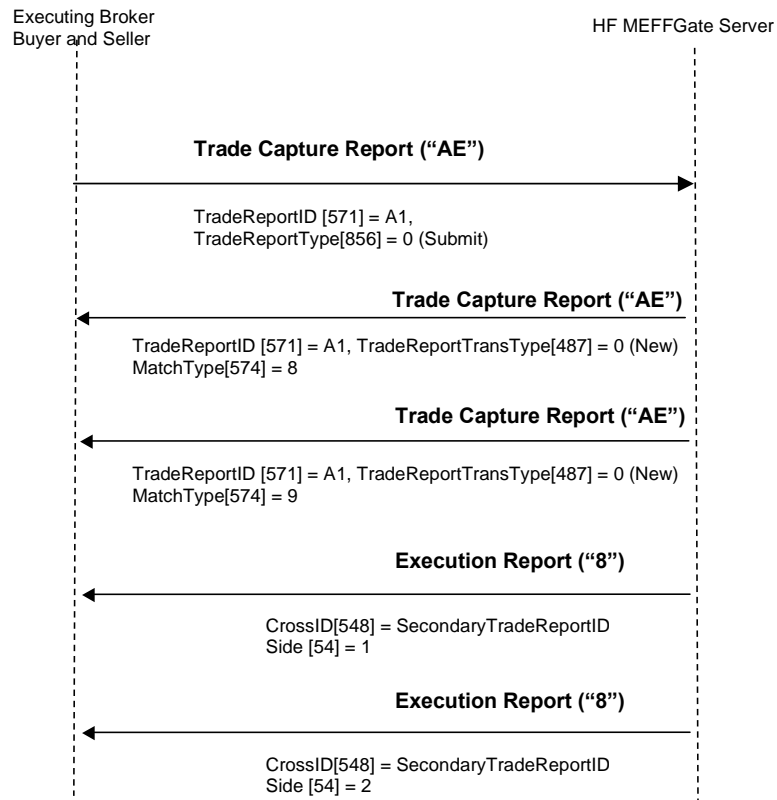 Executing Broker
Buyer and Seller
HF MEFFGate Server
Trade Capture Report (“AE”)
TradeReportID [571] = A1,
TradeReportType[856] = 0 (Submit)
Trade Capture Report (“AE”)
TradeReportID [571] = A1, TradeReportTransType[487] = 0 (New)
MatchType[574] = 8
Trade Capture Report (“AE”)
TradeReportID [571] = A1, TradeReportTransType[487] = 0 (New)
MatchType[574] = 9
Execution Report (“8”)
CrossID[548] = SecondaryTradeReportID
Side [54] = 1
Execution Report (“8”)
CrossID[548] = SecondaryTradeReportID
Side [54] = 2